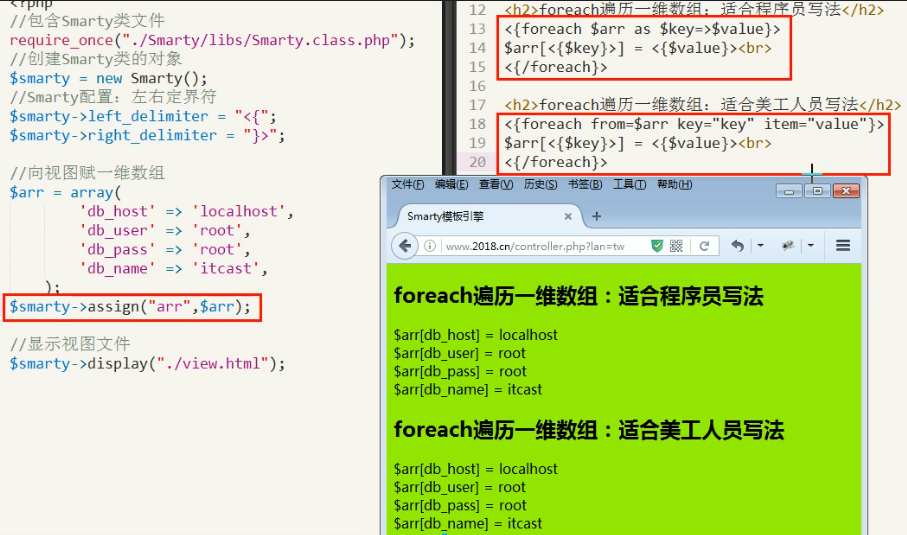 <?php
//包含Smarty类文件
require_once("./Smarty/libs/Smarty.class.php");
//创建Smarty类的对象
$smarty = new Smarty();
//Smarty配置：左右定界符
$smarty->left_delimiter = "<{";
$smarty->right_delimiter = "}>";
//向视图赋一维数组
$arr = array(
'db_host' => 'localhost',
'db_user' => 'root',
'db_pass' => 'root',
'db_name' => 'itcast',
);
$smarty->assign("arr",$arr);
//显示视图文件
$smarty->display("./view.html");
12 <h2>foreach遍历一维数组：适合程序员写法</h2>
13 <{foreach $arr as $key=>$value}>
14 $arr[<{$key}>] = <{$value}><br>
15 <{/foreach}>
16
17 <h2>foreach遍历一维数组：适合美工人员写法</h2>
18 <{foreach from=$arr key="key" item="value"}>
19 $arr[<{$key}>] = <{$value}><br>
20 <{/foreach}>
文件(F) 编辑(E) 查看(V) 历史(S) 书签(B) 工具(T) 帮助(H)
Smarty模板引擎
www.2018.cn/controller.php?lan=tw
foreach遍历一维数组：适合程序员写法
$arr[db_host] = localhost
$arr[db_user] = root
$arr[db_pass] = root
$arr[db_name] = itcast
foreach遍历一维数组：适合美工人员写法
$arr[db_host] = localhost
$arr[db_user] = root
$arr[db_pass] = root
$arr[db_name] = itcast